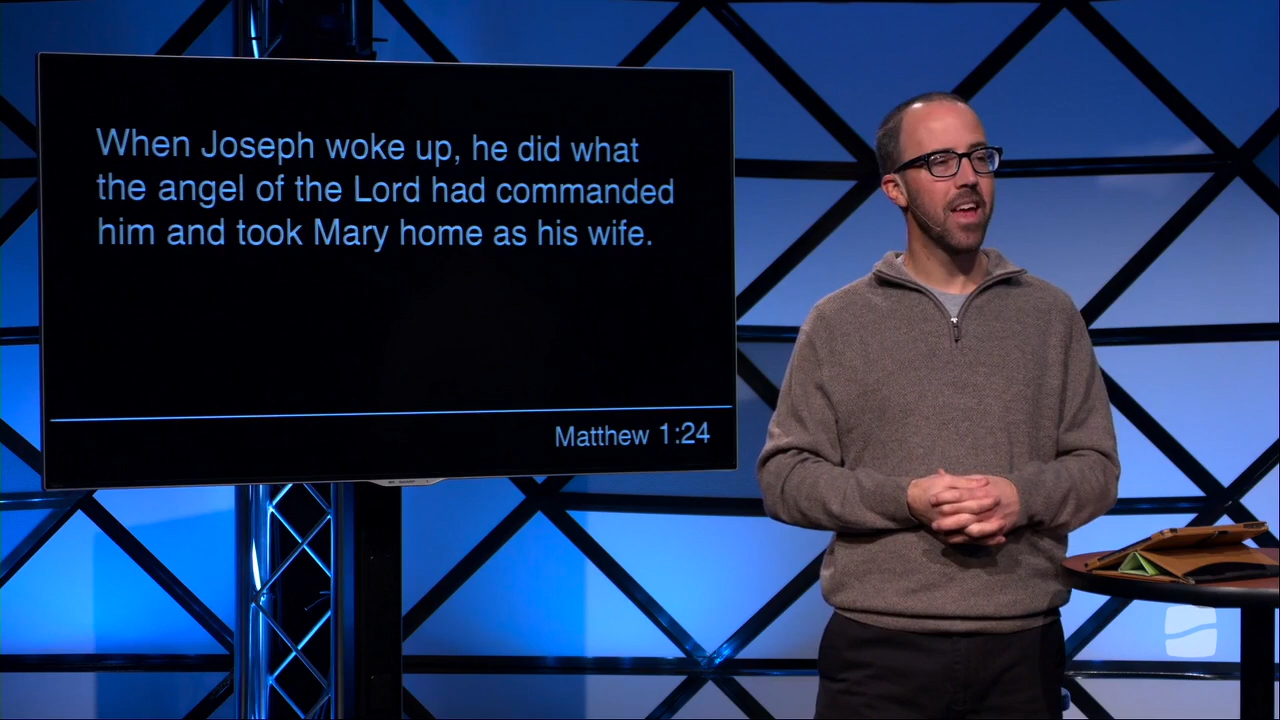 When Joseph woke up, he did what
the angel of the Lord had commanded
him and took Mary home as his wife.
Matthew 1:24